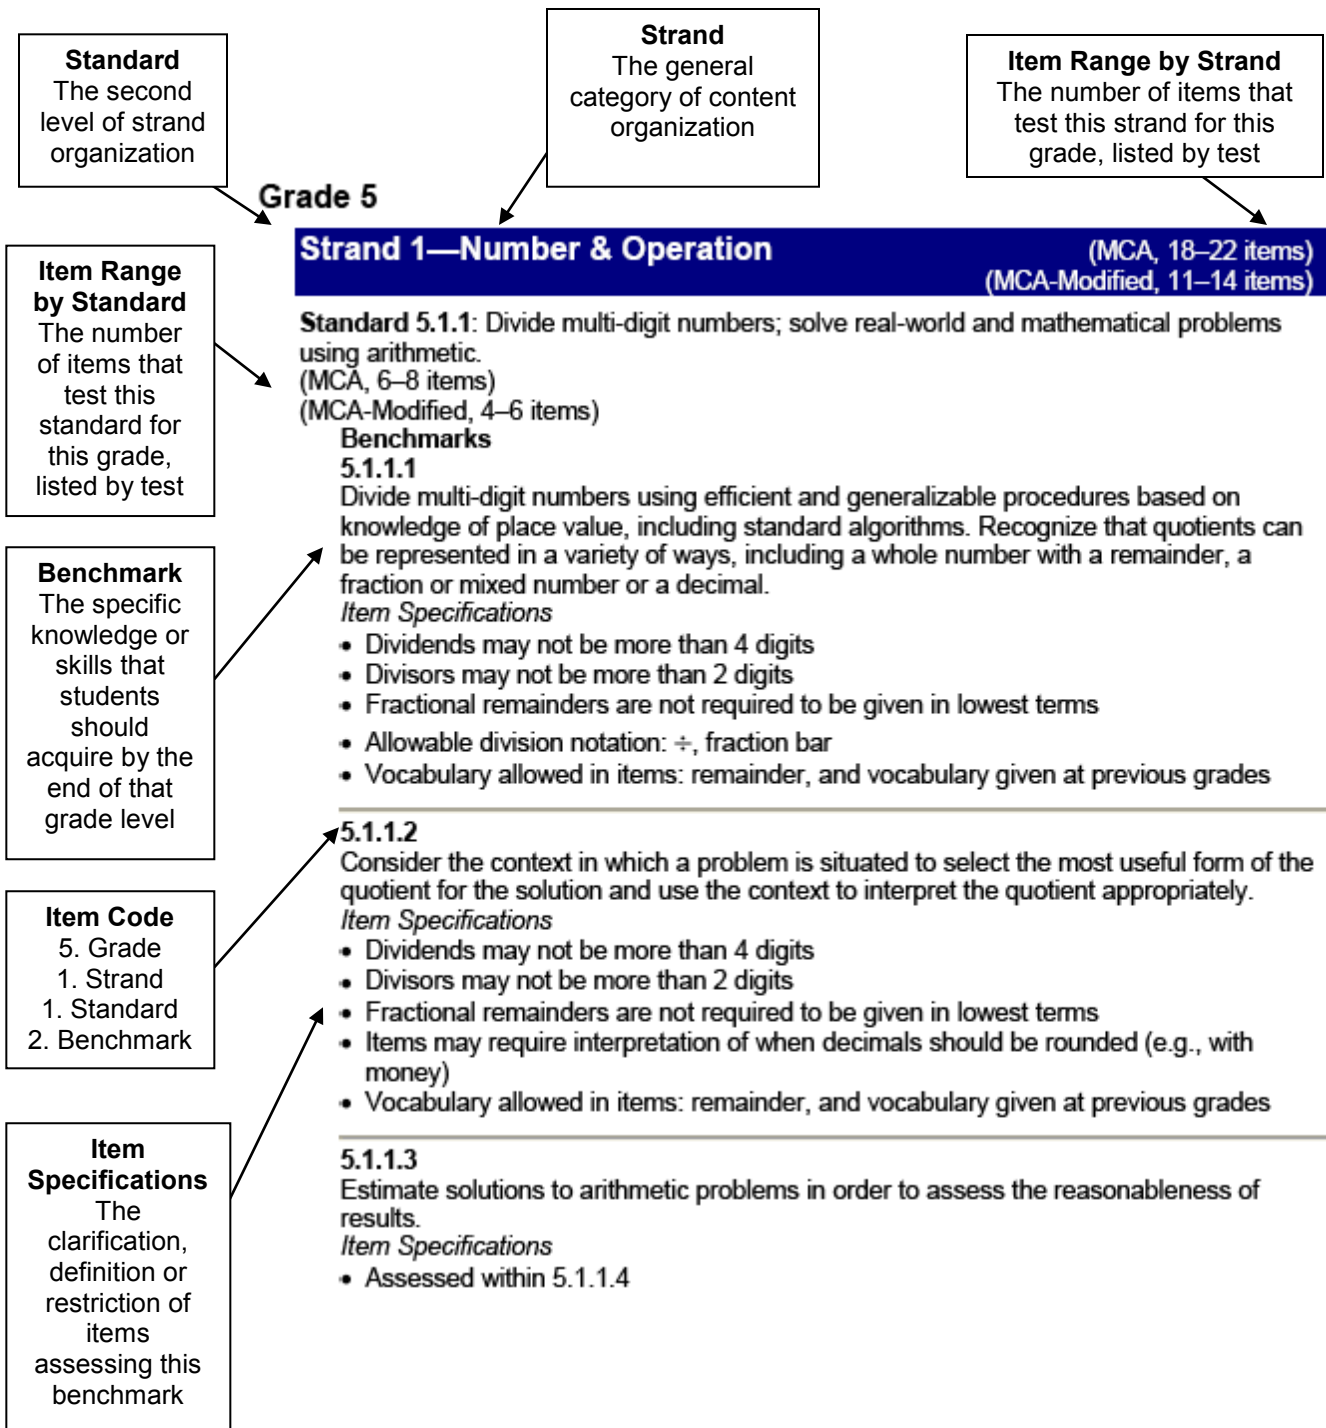 Standard
The second
level of strand
organization
Strand
The general
category of content
organization
Item Range by Strand
The number of items that
test this strand for this
grade, listed by test
Grade 5
Strand 1—Number & Operation
(MCA, 18–22 items)
(MCA-Modified, 11–14 items)
Item Range
by Standard
The number
of items that
test this
standard for
this grade,
listed by test
Standard 5.1.1: Divide multi-digit numbers; solve real-world and mathematical problems
using arithmetic.
(MCA, 6–8 items)
(MCA-Modified, 4–6 items)
Benchmarks
5.1.1.1
Divide multi-digit numbers using efficient and generalizable procedures based on
knowledge of place value, including standard algorithms. Recognize that quotients can
be represented in a variety of ways, including a whole number with a remainder, a
fraction or mixed number or a decimal.
Item Specifications
• Dividends may not be more than 4 digits
• Divisors may not be more than 2 digits
• Fractional remainders are not required to be given in lowest terms
• Allowable division notation: ÷, fraction bar
• Vocabulary allowed in items: remainder, and vocabulary given at previous grades
Benchmark
The specific
knowledge or
skills that
students
should
acquire by the
end of that
grade level
5.1.1.2
Consider the context in which a problem is situated to select the most useful form of the
quotient for the solution and use the context to interpret the quotient appropriately.
Item Specifications
• Dividends may not be more than 4 digits
• Divisors may not be more than 2 digits
• Fractional remainders are not required to be given in lowest terms
• Items may require interpretation of when decimals should be rounded (e.g., with
money)
• Vocabulary allowed in items: remainder, and vocabulary given at previous grades
Item Code
5. Grade
1. Strand
1. Standard
2. Benchmark
5.1.1.3
Estimate solutions to arithmetic problems in order to assess the reasonableness of
results.
Item Specifications
• Assessed within 5.1.1.4
Item
Specifications
The
clarification,
definition or
restriction of
items
assessing this
benchmark